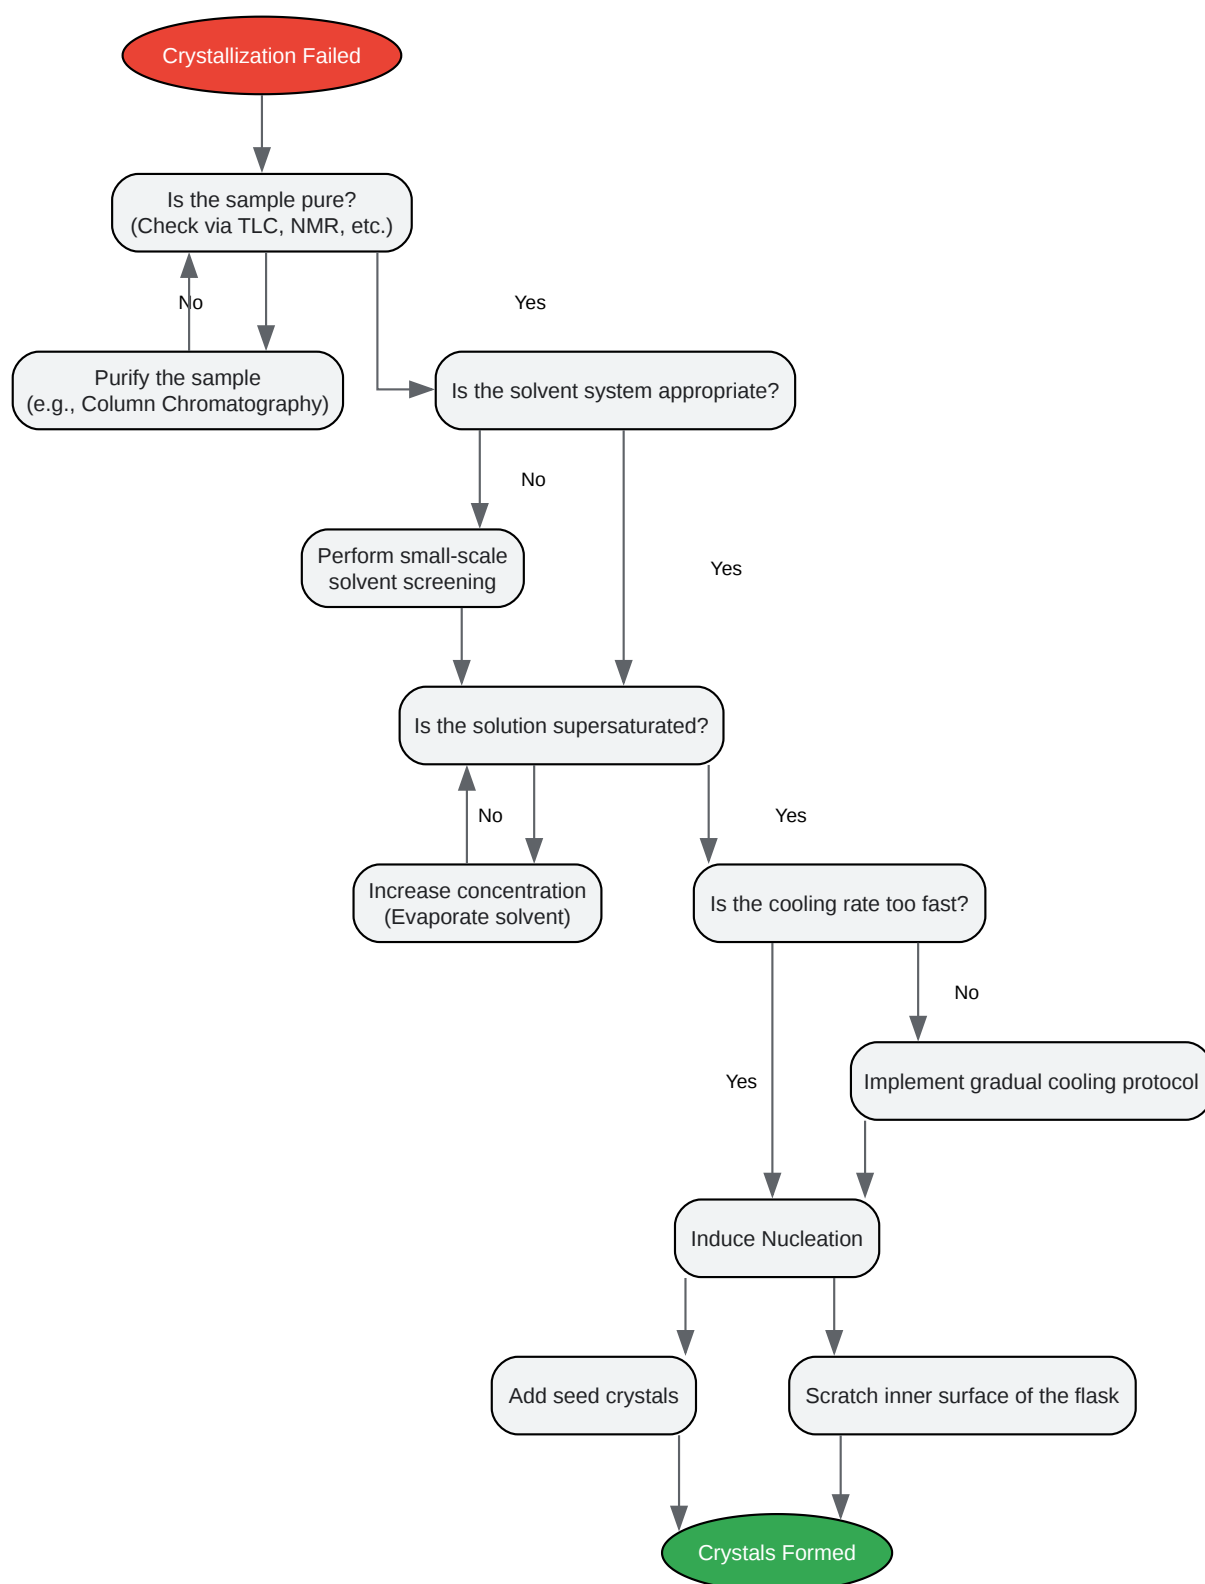 Crystallization Failed
Is the sample pure?
(Check via TLC, NMR, etc.)
No
Yes
Purify the sample
(e.g., Column Chromatography)
Is the solvent system appropriate?
No
Perform small-scale
solvent screening
Yes
Is the solution supersaturated?
No
Yes
Increase concentration
(Evaporate solvent)
Is the cooling rate too fast?
No
Yes
Implement gradual cooling protocol
Induce Nucleation
Add seed crystals
Scratch inner surface of the flask
Crystals Formed